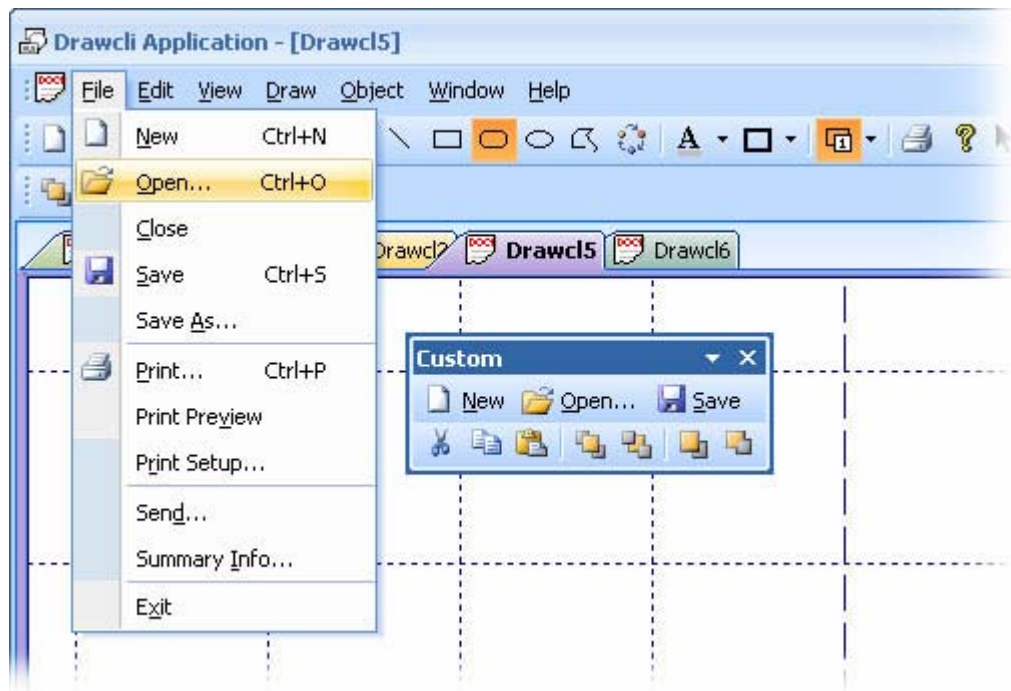 Drawcli Application - [Drawcl5]
File Edit View Draw Object Window Help
New Ctrl+N
Open... Ctrl+O
Close
Save Ctrl+S
Save As...
Print... Ctrl+P
Print Preview
Print Setup...
Send...
Summary Info...
Exit
Drawcl2 Drawcl5 Drawcl6
Custom
New Open... Save